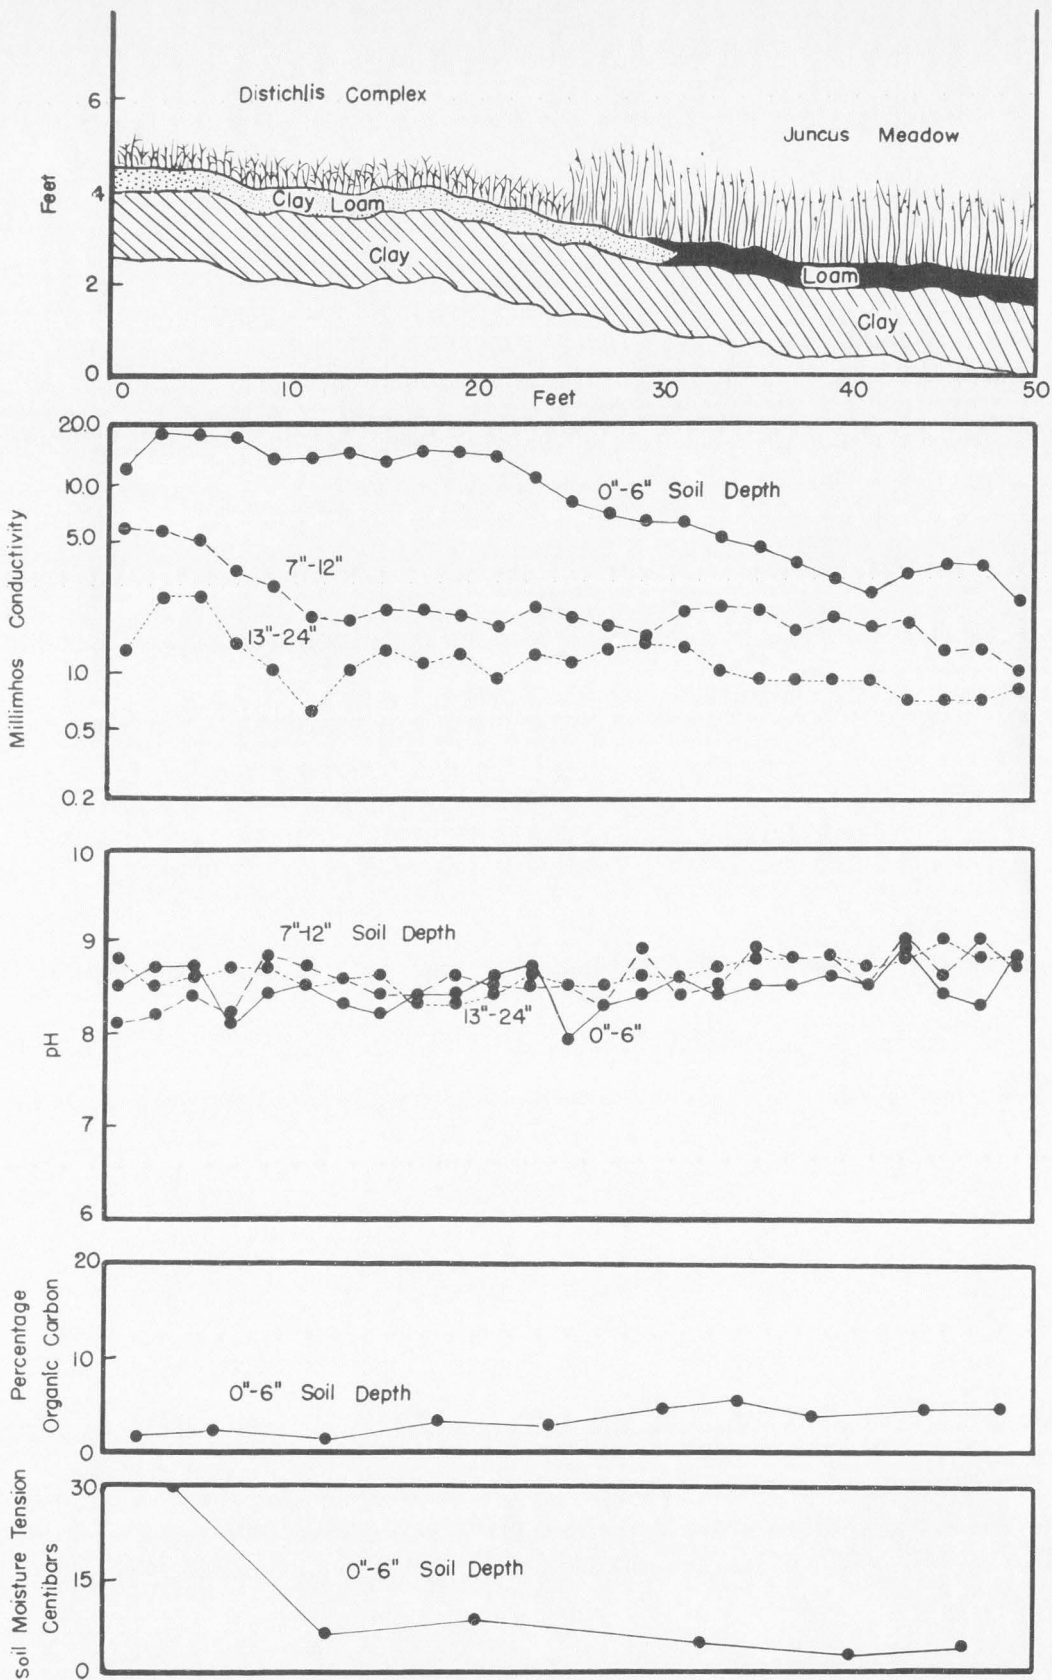 6
Distichlis Complex
Juncus Meadow
Feet
4
Clay Loam
Clay
2
Loam
Clay
0
0 10 20 30 40 50
Feet
20.0
10.0
5.0
1.0
0.5
0.2
Millimhos Conductivity
0"-6" Soil Depth
7"-12"
13"-24"
10
9
8
7
6
pH
7"-12" Soil Depth
13"-24"
0"-6"
20
10
0
Percentage
Organic Carbon
0"-6" Soil Depth
30
15
0
Soil Moisture Tension
Centibars
0"-6" Soil Depth